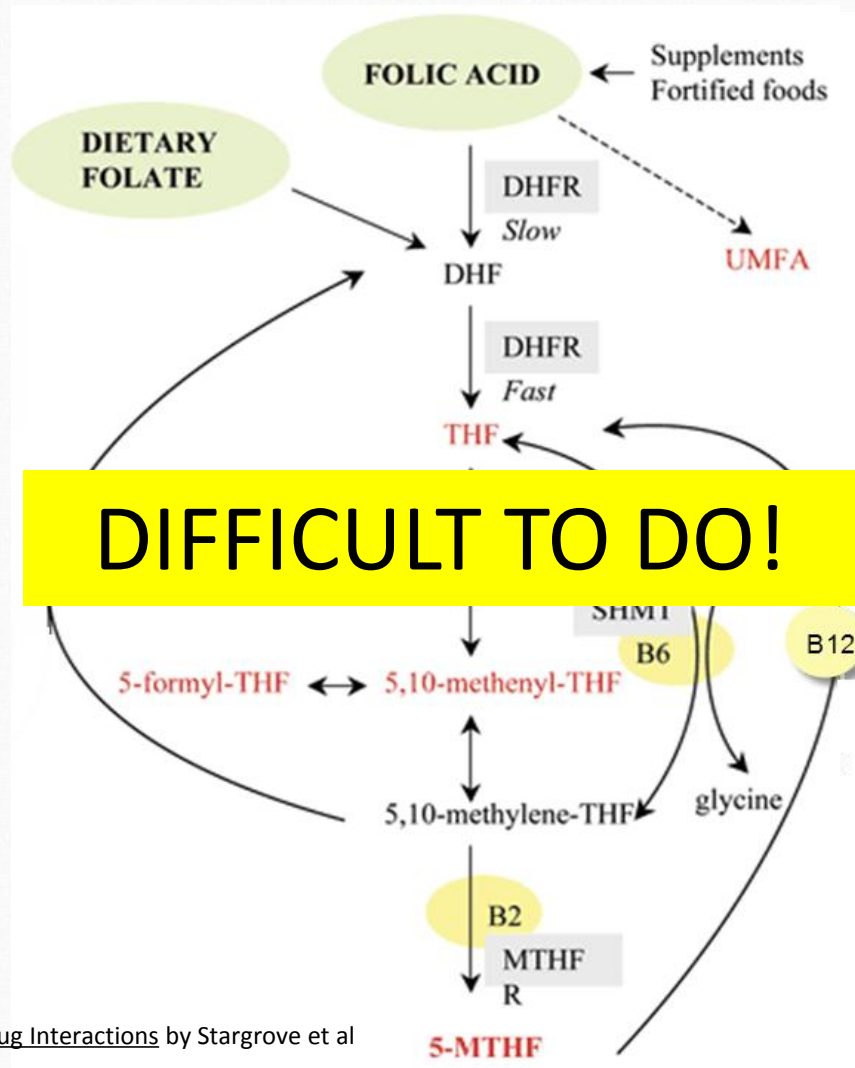 FOLIC ACID
Supplements
Fortified foods
DIETARY
FOLATE
DHFR
Slow
UMFA
DHF
DHFR
Fast
THF
DIFFICULT TO DO!
SHMT
B6
B12
5-formyl-THF
5,10-methenyl-THF
5,10-methylene-THF
glycine
B2
MTHF
R
5-MTHF
ug Interactions by Stargrove et al